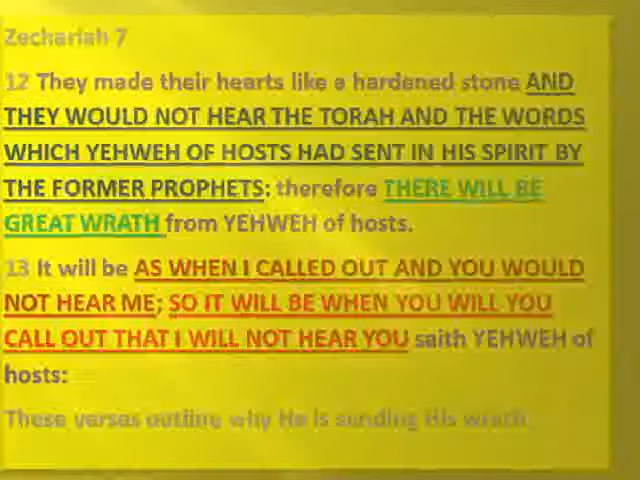 Zechariah 7
12 They made their hearts like a hardened stone AND
THEY WOULD NOT HEAR THE TORAH AND THE WORDS
WHICH YEHWEH OF HOSTS HAD SENT IN HIS SPIRIT BY
THE FORMER PROPHETS: therefore THERE WILL BE
GREAT WRATH from YEHWEH of hosts.
13 It will be AS WHEN I CALLED OUT AND YOU WOULD
NOT HEAR ME; SO IT WILL BE WHEN YOU WILL YOU
CALL OUT THAT I WILL NOT HEAR YOU saith YEHWEH of
hosts:
These verses outline why He is sending His wrath